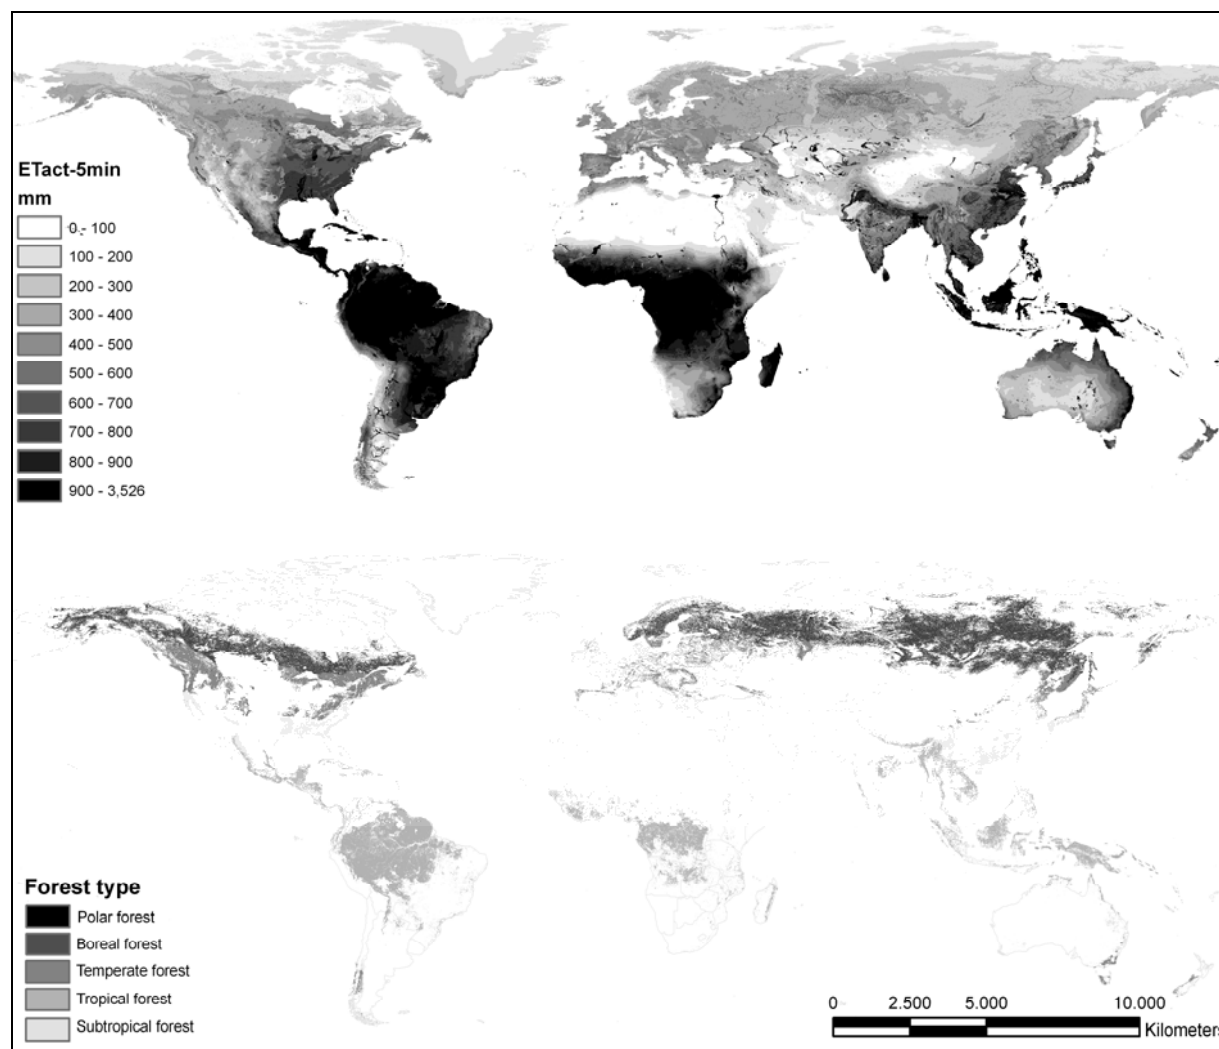 ETact-5min
mm
0 - 100
100 - 200
200 - 300
300 - 400
400 - 500
500 - 600
600 - 700
700 - 800
800 - 900
900 - 3,526
Forest type
Polar forest
Boreal forest
Temperate forest
Tropical forest
Subtropical forest
0 2.500 5.000 10.000
Kilometers